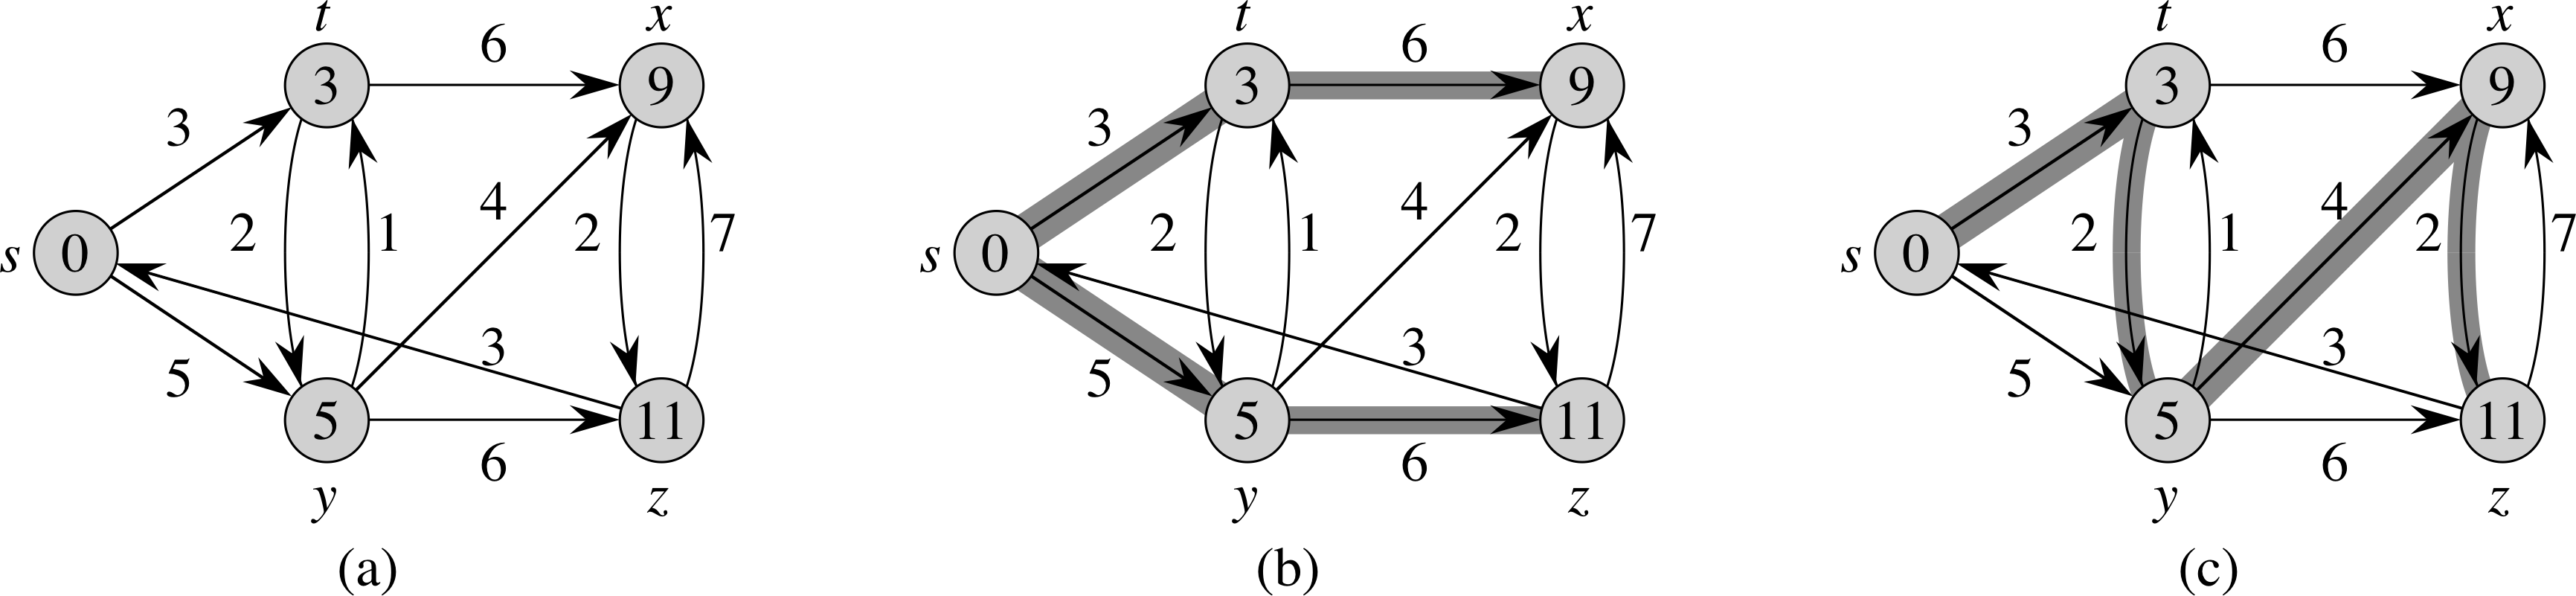 t 6 x t 6 x t 6 x
3 9 3 9 3 9
3 3 3
2 1 4 2 7 2 1 4 2 7 2 1 4 2 7
s 0 s 0 s 0
5 3 5 3 5 3
5 11 5 11 5 11
6 6 6
y z y z y z
(a) (b) (c)